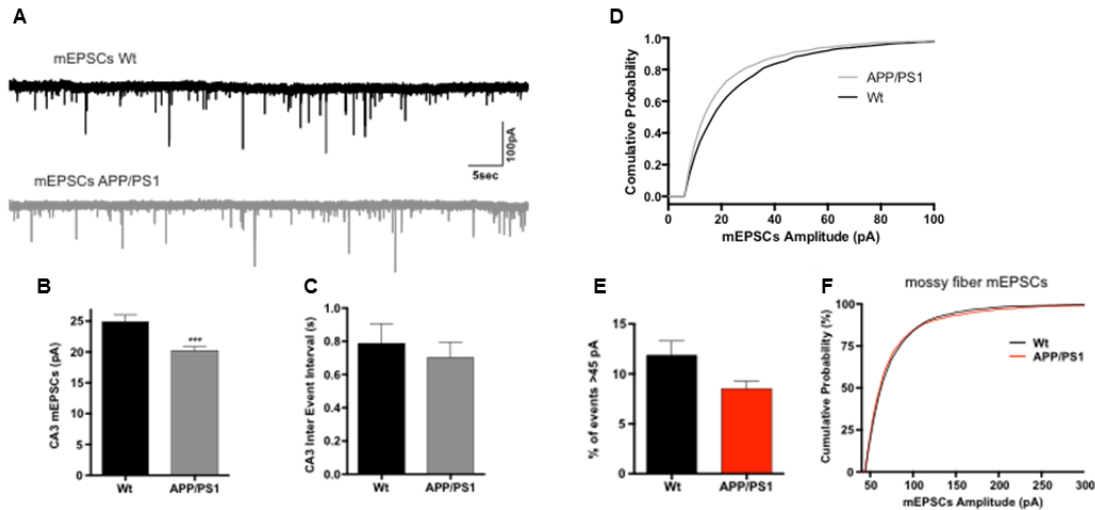 A
mEPSCs Wt
100pA
5sec
mEPSCs APP/PS1
D
Comulative Probability
1.0
0.8
0.6
0.4
0.2
0.0
APP/PS1
Wt
0 20 40 60 80 100
mEPSCs Amplitude (pA)
B
CA3 mEPSCs (pA)
25
20
15
10
5
0
***
Wt APP/PS1
C
CA3 Inter Event Interval (s)
1.0
0.8
0.6
0.4
0.2
0.0
Wt APP/PS1
E
% of events >45 pA
15
10
5
0
Wt APP/PS1
F
mossy fiber mEPSCs
Cumulative Probability (%)
100
75
50
25
0
Wt
APP/PS1
50 100 150 200 250 300
mEPSCs Amplitude (pA)